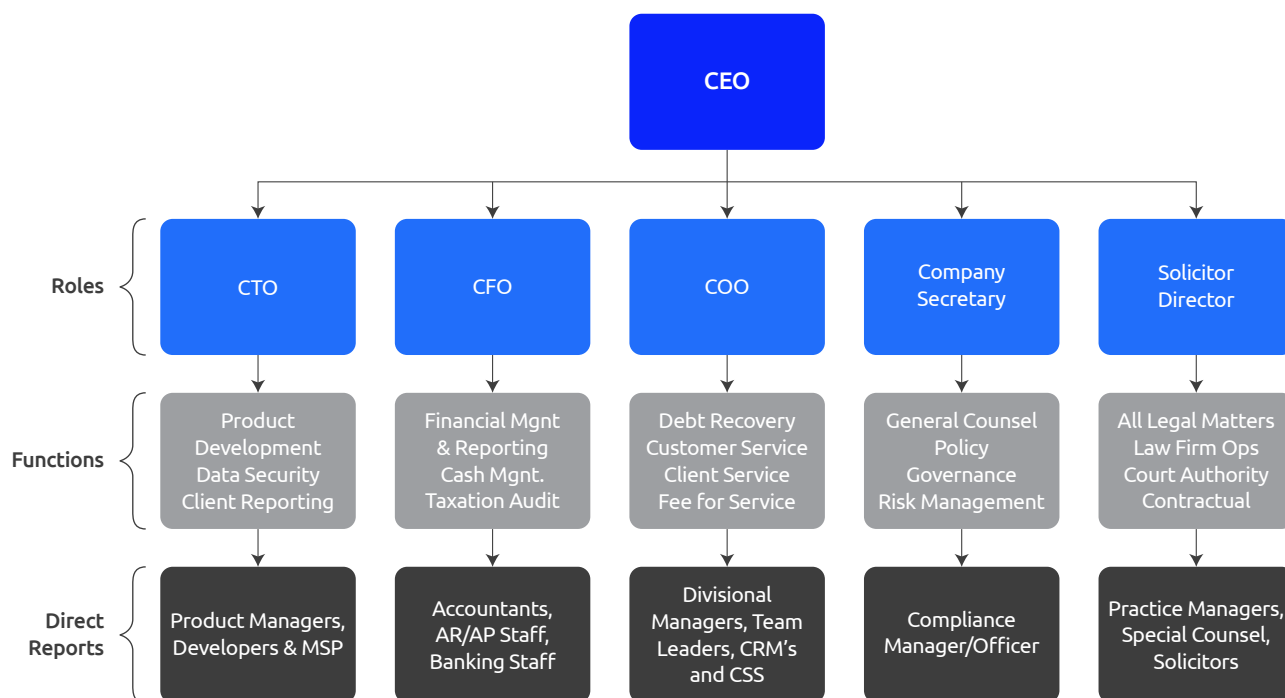 CEO
Roles
CTO
CFO
COO
Company
Secretary
Solicitor
Director
Functions
Product
Development
Data Security
Client Reporting
Financial Mgnt
& Reporting
Cash Mgnt.
Taxation Audit
Debt Recovery
Customer Service
Client Service
Fee for Service
General Counsel
Policy
Governance
Risk Management
All Legal Matters
Law Firm Ops
Court Authority
Contractual
Direct
Reports
Product Managers,
Developers & MSP
Accountants,
AR/AP Staff,
Banking Staff
Divisional
Managers, Team
Leaders, CRM’s
and CSS
Compliance
Manager/Officer
Practice Managers,
Special Counsel,
Solicitors